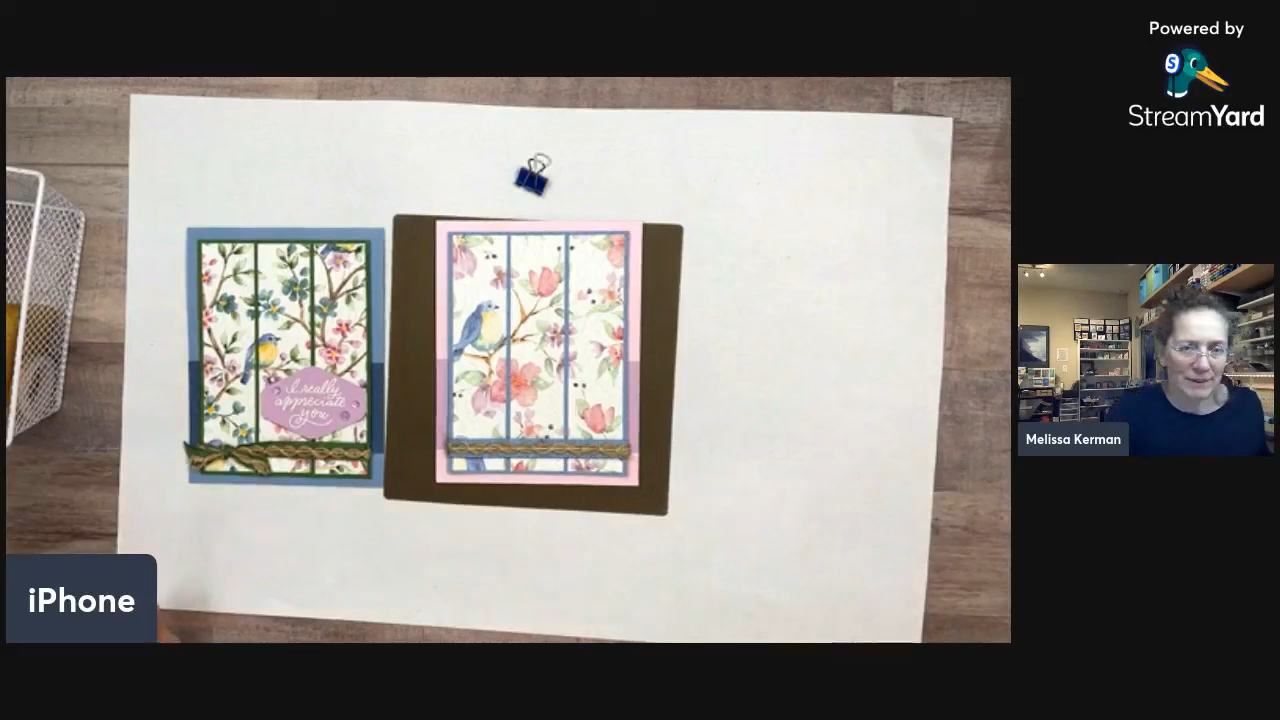 Powered by
S
StreamYard
I really
appreciate
you
Melissa Kerman
iPhone